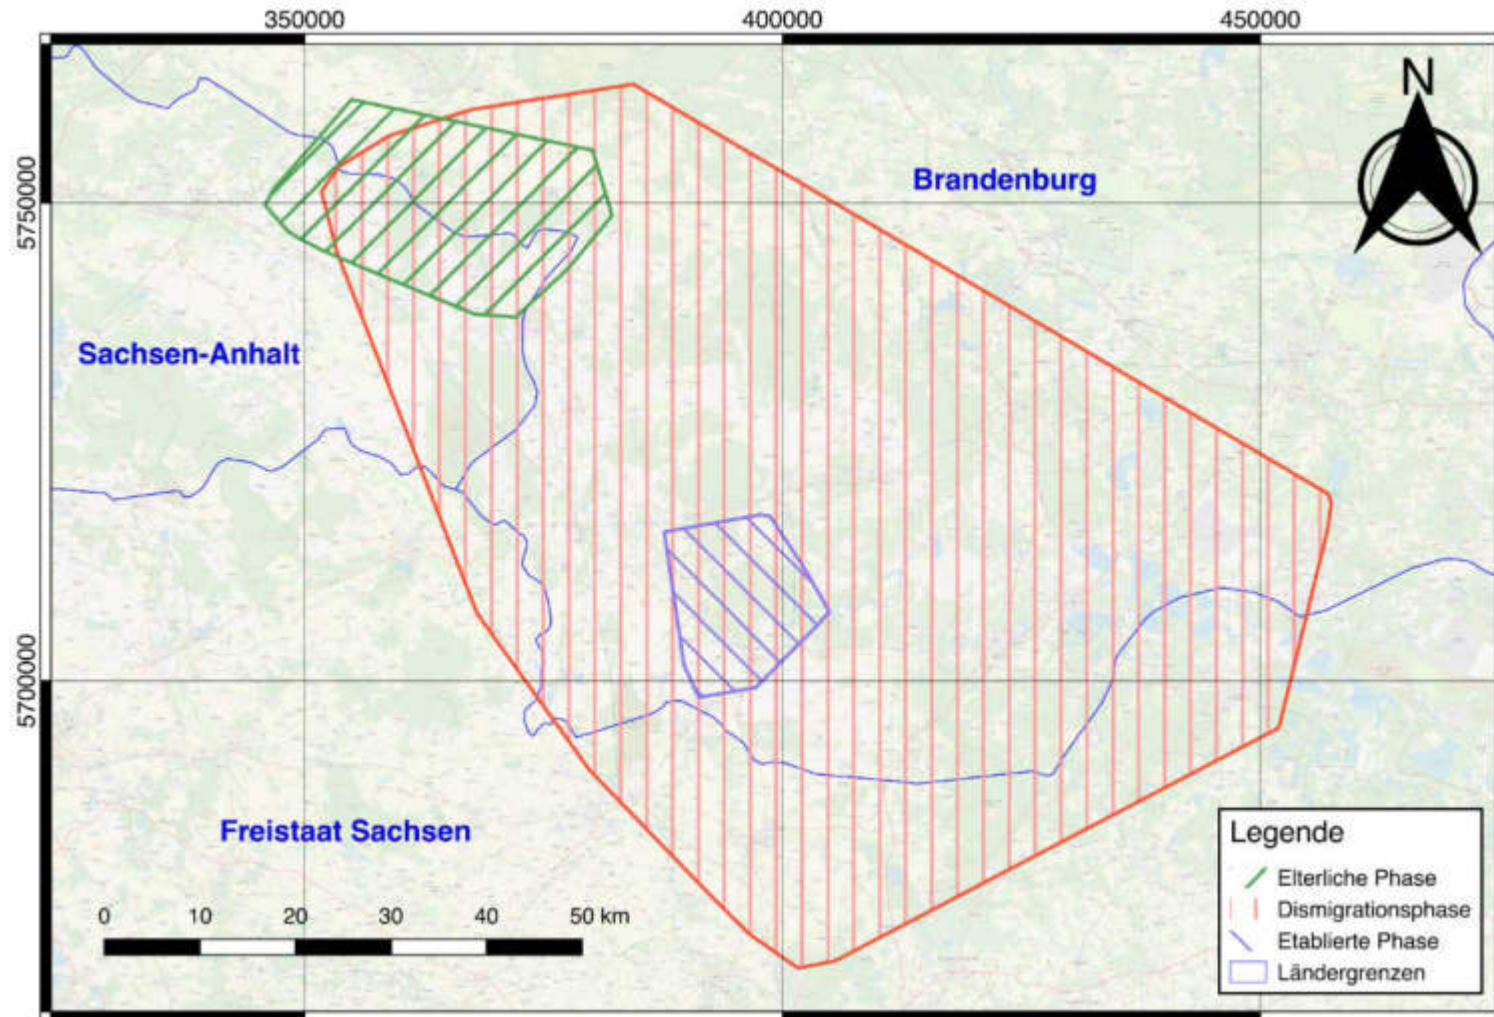 350000 400000 450000
N
5750000
Brandenburg
Sachsen-Anhalt
5700000
Freistaat Sachsen
0 10 20 30 40 50 km
Legende
Elterliche Phase
Dismigrationsphase
Etablierte Phase
Ländergrenzen